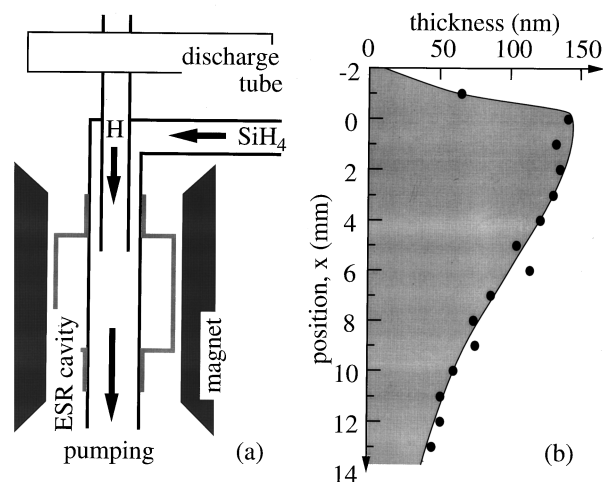 discharge
tube
H
SiH4
ESR cavity
magnet
pumping
(a)
thickness (nm)
0 50 100 150
-2
0
2
4
6
8
10
12
14
position, x (mm)
(b)